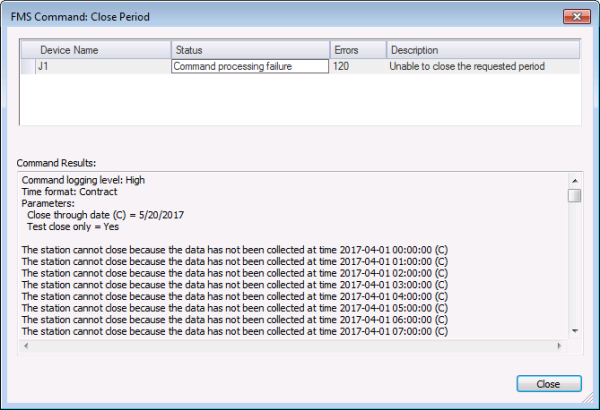 FMS Command: Close Period
Device Name Status Errors Description
J1 Command processing failure 120 Unable to close the requested period
Command Results:
Command logging level: High
Time format: Contract
Parameters:
Close through date (C) = 5/20/2017
Test close only = Yes
The station cannot close because the data has not been collected at time 2017-04-01 00:00:00 (C)
The station cannot close because the data has not been collected at time 2017-04-01 01:00:00 (C)
The station cannot close because the data has not been collected at time 2017-04-01 02:00:00 (C)
The station cannot close because the data has not been collected at time 2017-04-01 03:00:00 (C)
The station cannot close because the data has not been collected at time 2017-04-01 04:00:00 (C)
The station cannot close because the data has not been collected at time 2017-04-01 05:00:00 (C)
The station cannot close because the data has not been collected at time 2017-04-01 06:00:00 (C)
The station cannot close because the data has not been collected at time 2017-04-01 07:00:00 (C)
Close